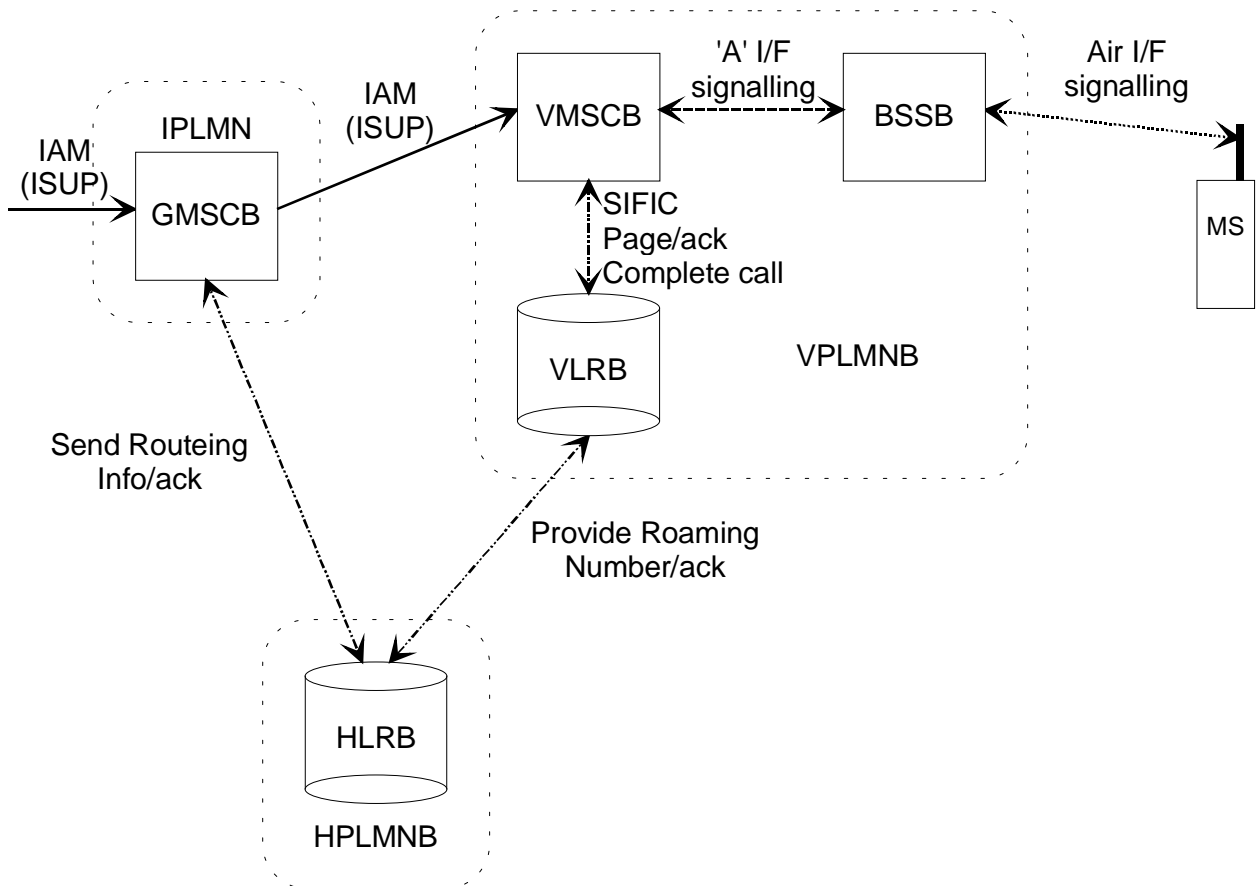 'A' I/F
signalling
Air I/F
signalling
IAM
(ISUP)
VMSCB
BSSB
IPLMN
IAM
(ISUP)
GMSCB
SIFIC
Page/ack
Complete call
MS
VLRB
VPLMNB
Send Routeing
Info/ack
Provide Roaming
Number/ack
HLRB
HPLMNB